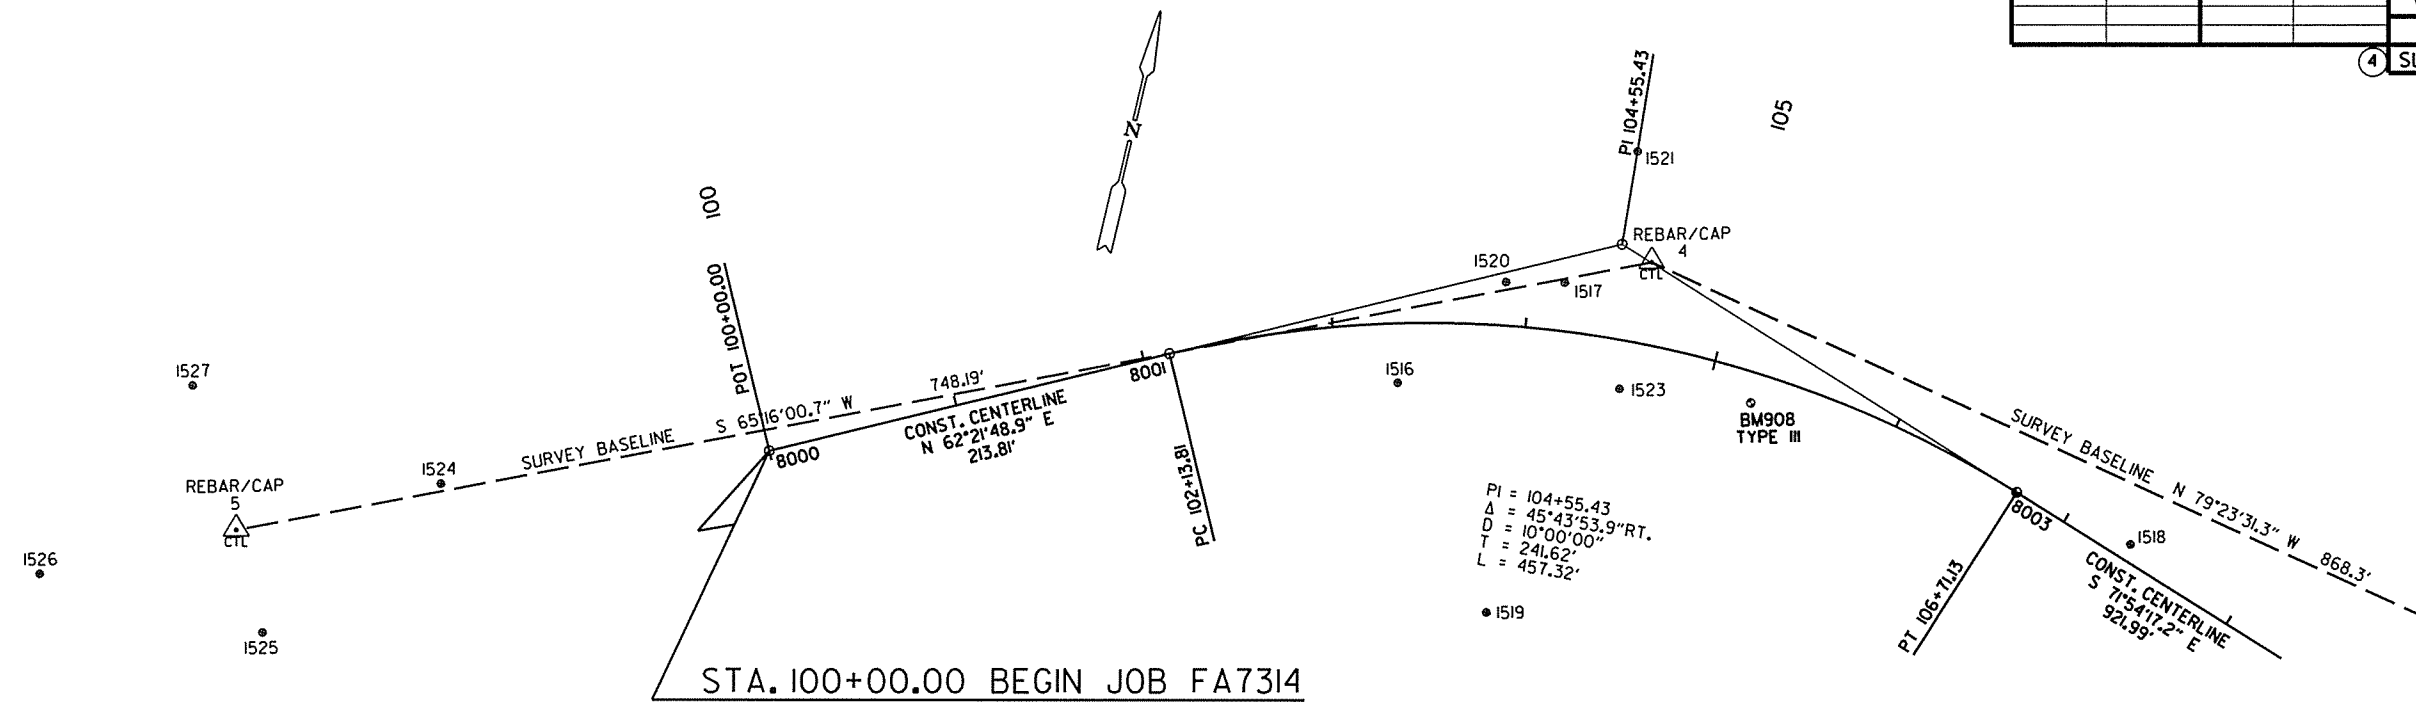 N
100
POT 100+00.00
PI 104+55.43
105
1521
4
REBAR/CAP
4
CTL
1520
1517
1527
1524
REBAR/CAP
5
CTL
1526
1525
SURVEY BASELINE S 65°16'00.7" W 748.19'
8000
8001
CONST. CENTERLINE
N 62°21'48.9" E
213.81'
PC 102+13.81
1516
1523
BM908
TYPE III
PI = 104+55.43
Δ = 45°43'53.9"RT.
D = 10°00'00"
T = 241.62'
L = 457.32'
1519
SURVEY BASELINE N 79°23'31.3" W 868.3'
8003
1518
PT 106+71.13
CONST. CENTERLINE
S 71°54'17.2" E
921.99'
STA. 100+00.00 BEGIN JOB FA7314